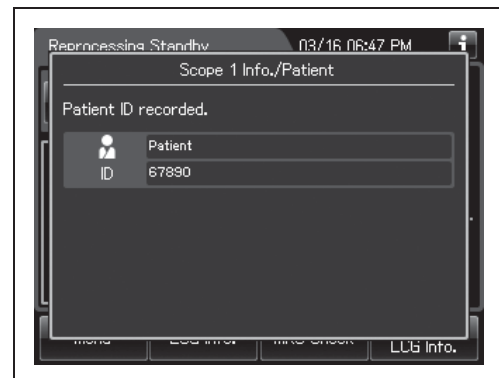 Reprocessing Standby 03/16 06:47 PM i
Scope 1 Info./Patient
Patient ID recorded.
Patient
ID 67890
LCG Info.